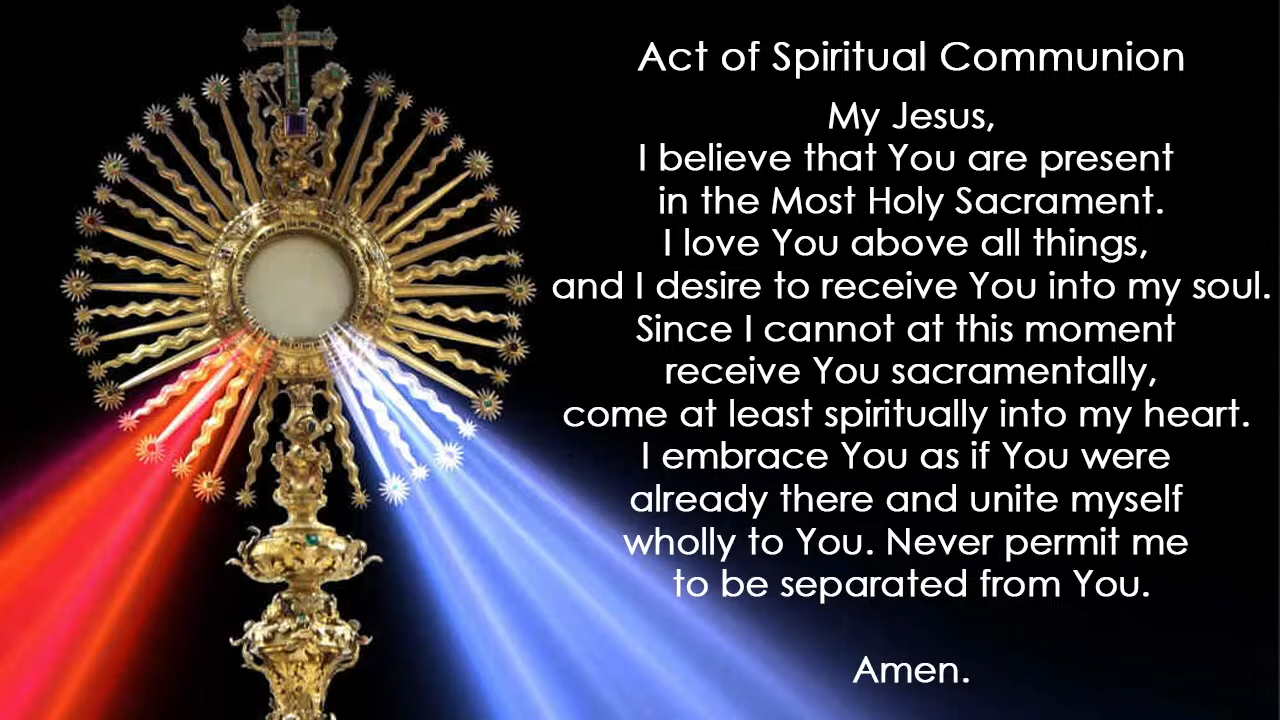 Act of Spiritual Communion
My Jesus,
I believe that You are present
in the Most Holy Sacrament.
I love You above all things,
and I desire to receive You into my soul.
Since I cannot at this moment
receive You sacramentally,
come at least spiritually into my heart.
I embrace You as if You were
already there and unite myself
wholly to You. Never permit me
to be separated from You.
Amen.